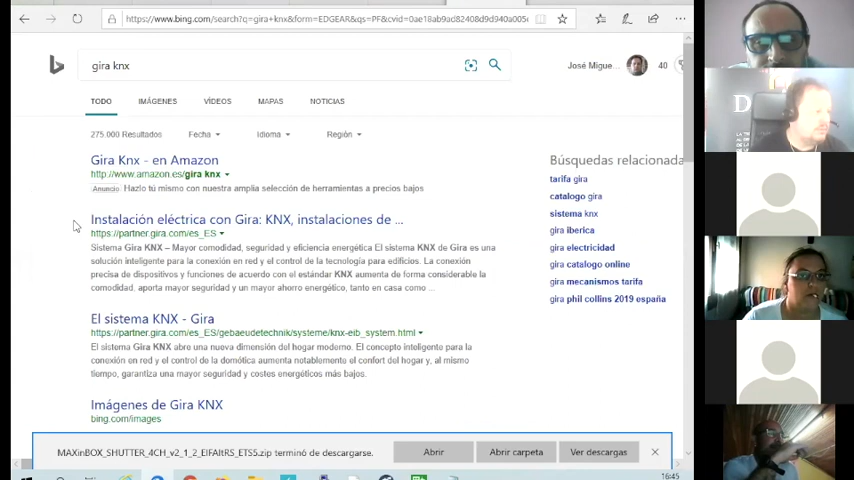 https://www.bing.com/search?q=gira+knx&form=EDGEAR&qs=PF&cvid=0ae18ab9ad82408d9d940a005e
gira knx
José Migue... 40
TODO IMÁGENES VÍDEOS MAPAS NOTICIAS
275.000 Resultados Fecha Idioma Región
Gira Knx - en Amazon
http://www.amazon.es/gira knx
Anuncio Hazlo tú mismo con nuestra amplia selección de herramientas a precios bajos
Instalación eléctrica con Gira: KNX, instalaciones de ...
https://partner.gira.com/es_ES
Sistema Gira KNX – Mayor comodidad, seguridad y eficiencia energética El sistema KNX de Gira es una
solución inteligente para la conexión en red y el control de la tecnología para edificios. La conexión
precisa de dispositivos y funciones de acuerdo con el estándar KNX aumenta de forma considerable la
comodidad, aporta mayor seguridad y un mayor ahorro energético, tanto en casa como ...
El sistema KNX - Gira
https://partner.gira.com/es_ES/gebaeudetechnik/systeme/knx-eib_system.html
El sistema Gira KNX abre una nueva dimensión del hogar moderno. El concepto inteligente para la
conexión en red y el control de la domótica aumenta notablemente el confort del hogar y, al mismo
tiempo, garantiza una mayor seguridad y costes energéticos más bajos.
Imágenes de Gira KNX
bing.com/images
Búsquedas relacionada
tarifa gira
catalogo gira
sistema knx
gira iberica
gira electricidad
gira catalogo online
gira mecanismos tarifa
gira phil collins 2019 españa
MAXinBOX_SHUTTER_4CH_v2_1_2_EIFAltRS_ETS5.zip terminó de descargarse. Abrir Abrir carpeta Ver descargas
16:45
D